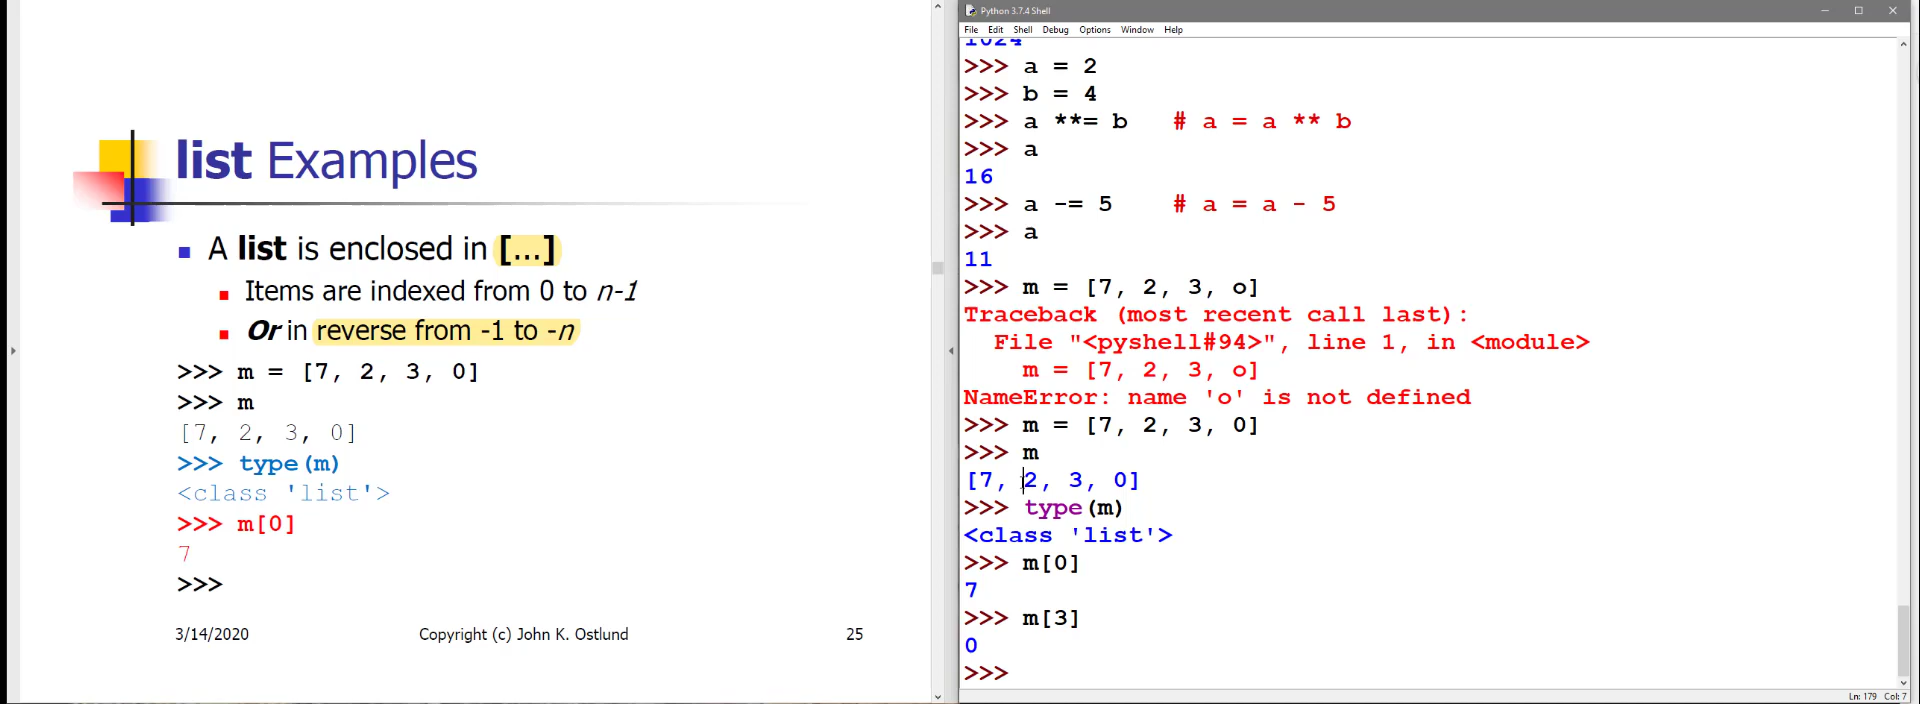 list Examples
A list is enclosed in [...]
Items are indexed from 0 to n-1
Or in reverse from -1 to -n
>>> m = [7, 2, 3, 0]
>>> m
[7, 2, 3, 0]
>>> type(m)
<class 'list'>
>>> m[0]
7
>>>
3/14/2020 Copyright (c) John K. Ostlund 25
Python 3.7.4 Shell
File Edit Shell Debug Options Window Help
1024
>>> a = 2
>>> b = 4
>>> a **= b   # a = a ** b
>>> a
16
>>> a -= 5    # a = a - 5
>>> a
11
>>> m = [7, 2, 3, o]
Traceback (most recent call last):
  File "<pyshell#94>", line 1, in <module>
    m = [7, 2, 3, o]
NameError: name 'o' is not defined
>>> m = [7, 2, 3, 0]
>>> m
[7, 2, 3, 0]
>>> type(m)
<class 'list'>
>>> m[0]
7
>>> m[3]
0
>>>
Ln: 179 Col: 7